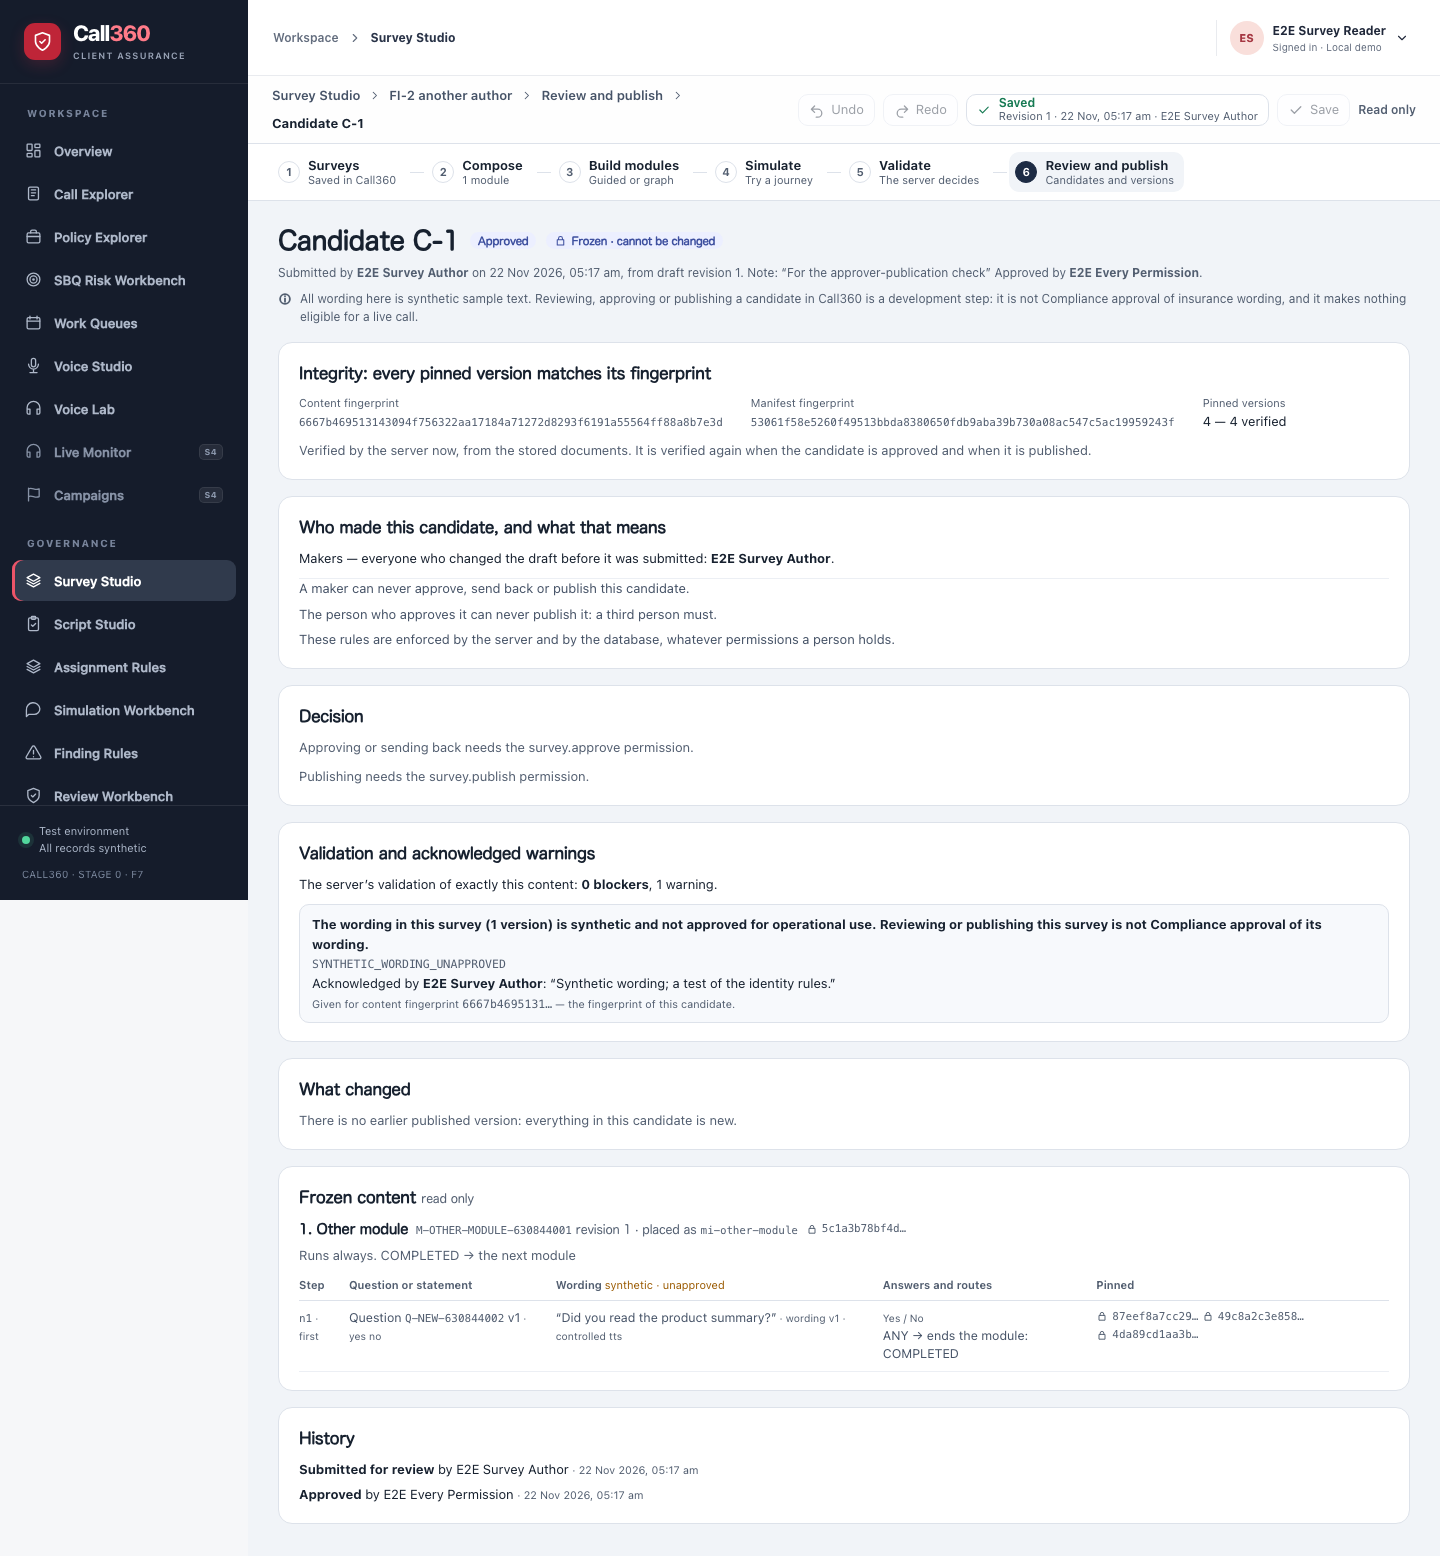 Call360
CLIENT ASSURANCE
WORKSPACE
Overview
Call Explorer
Policy Explorer
SBQ Risk Workbench
Work Queues
Voice Studio
Voice Lab
Live Monitor S4
Campaigns S4
GOVERNANCE
Survey Studio
Script Studio
Assignment Rules
Simulation Workbench
Finding Rules
Review Workbench
Test environment
All records synthetic
CALL360 · STAGE 0 · F7
Workspace > Survey Studio
ES
E2E Survey Reader
Signed in · Local demo
Survey Studio > FI-2 another author > Review and publish >
Candidate C-1
Undo
Redo
Saved
Revision 1 · 22 Nov, 05:17 am · E2E Survey Author
Save
Read only
1 Surveys
Saved in Call360
2 Compose
1 module
3 Build modules
Guided or graph
4 Simulate
Try a journey
5 Validate
The server decides
6 Review and publish
Candidates and versions
Candidate C-1 Approved Frozen · cannot be changed
Submitted by E2E Survey Author on 22 Nov 2026, 05:17 am, from draft revision 1. Note: “For the approver-publication check” Approved by E2E Every Permission.
All wording here is synthetic sample text. Reviewing, approving or publishing a candidate in Call360 is a development step: it is not Compliance approval of insurance wording, and it makes nothing
eligible for a live call.
Integrity: every pinned version matches its fingerprint
Content fingerprint Manifest fingerprint Pinned versions
6667b469513143094f756322aa17184a71272d8293f6191a55564ff88a8b7e3d 53061f58e5260f49513bbda8380650fdb9aba39b730a08ac547c5ac19959243f 4 — 4 verified
Verified by the server now, from the stored documents. It is verified again when the candidate is approved and when it is published.
Who made this candidate, and what that means
Makers — everyone who changed the draft before it was submitted: E2E Survey Author.
A maker can never approve, send back or publish this candidate.
The person who approves it can never publish it: a third person must.
These rules are enforced by the server and by the database, whatever permissions a person holds.
Decision
Approving or sending back needs the survey.approve permission.
Publishing needs the survey.publish permission.
Validation and acknowledged warnings
The server’s validation of exactly this content: 0 blockers, 1 warning.
The wording in this survey (1 version) is synthetic and not approved for operational use. Reviewing or publishing this survey is not Compliance approval of its
wording.
SYNTHETIC_WORDING_UNAPPROVED
Acknowledged by E2E Survey Author: “Synthetic wording; a test of the identity rules.”
Given for content fingerprint 6667b4695131… — the fingerprint of this candidate.
What changed
There is no earlier published version: everything in this candidate is new.
Frozen content read only
1. Other module M-OTHER-MODULE-630844001 revision 1 · placed as mi-other-module 5c1a3b78bf4d…
Runs always. COMPLETED → the next module
Step Question or statement Wording synthetic · unapproved Answers and routes Pinned
n1 ·
first
Question Q-NEW-630844002 v1 ·
yes no
“Did you read the product summary?” · wording v1 ·
controlled tts
Yes / No
ANY → ends the module:
COMPLETED
87eef8a7cc29… 49c8a2c3e858…
4da89cd1aa3b…
History
Submitted for review by E2E Survey Author · 22 Nov 2026, 05:17 am
Approved by E2E Every Permission · 22 Nov 2026, 05:17 am